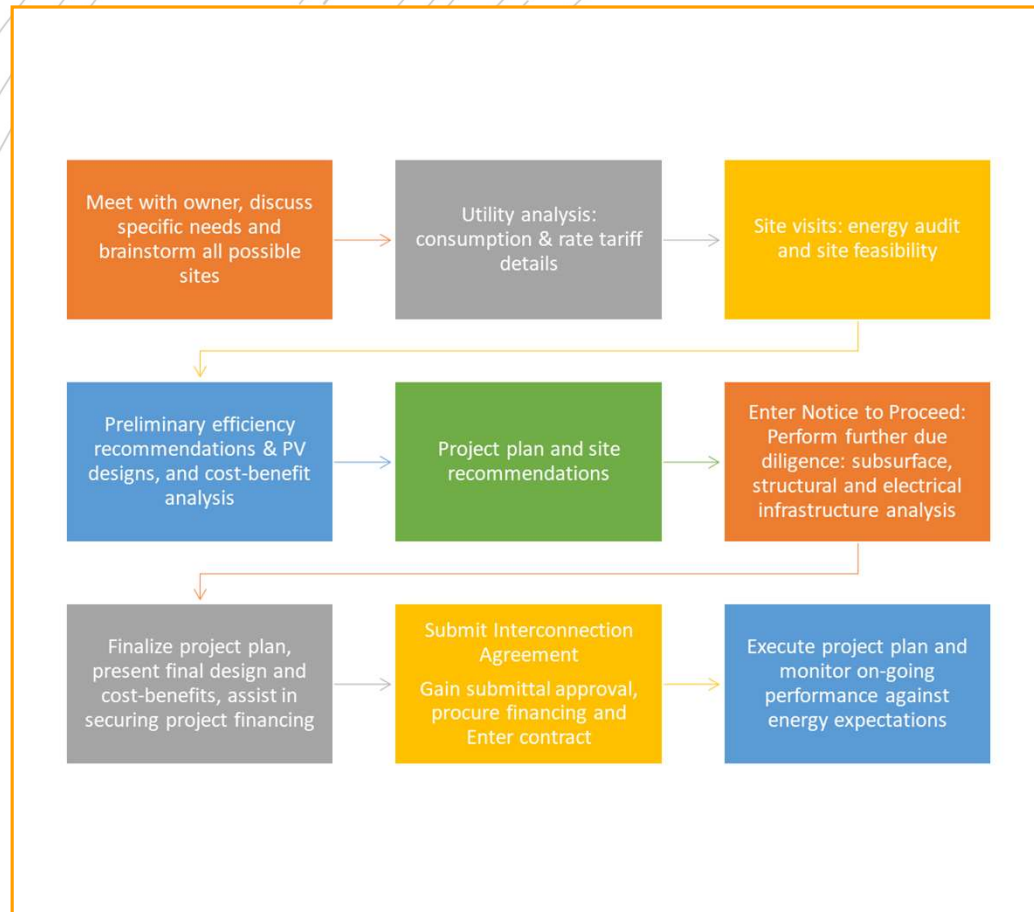 Meet with owner, discuss
specific needs and
brainstorm all possible
sites
Utility analysis:
consumption & rate tariff
details
Site visits: energy audit
and site feasibility
Preliminary efficiency
recommendations & PV
designs, and cost-benefit
analysis
Project plan and site
recommendations
Enter Notice to Proceed:
Perform further due
diligence: subsurface,
structural and electrical
infrastructure analysis
Finalize project plan,
present final design and
cost-benefits, assist in
securing project financing
Submit Interconnection
Agreement
Gain submittal approval,
procure financing and
Enter contract
Execute project plan and
monitor on-going
performance against
energy expectations